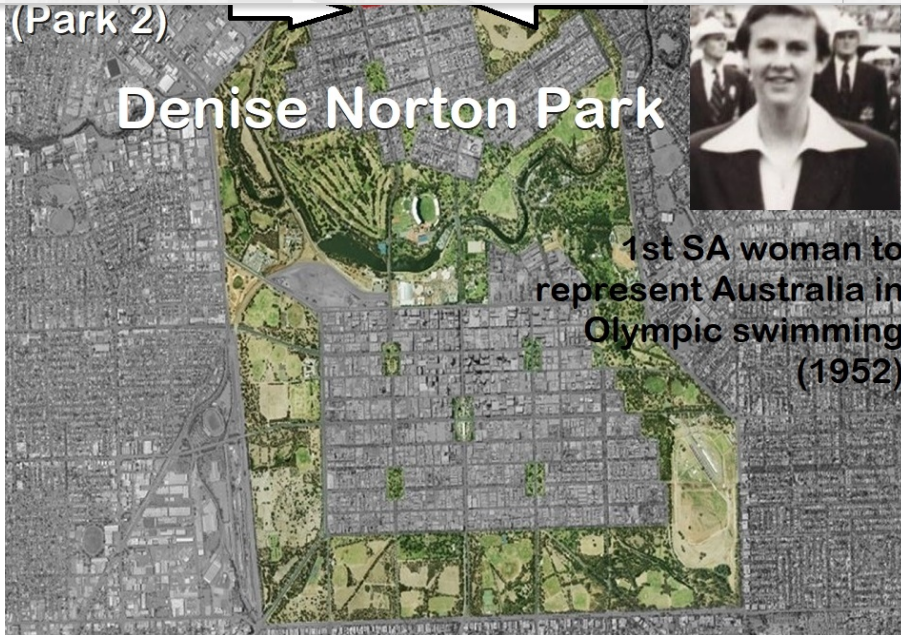 (Park 2)
Denise Norton Park
1st SA woman to
represent Australia in
Olympic swimming
(1952)